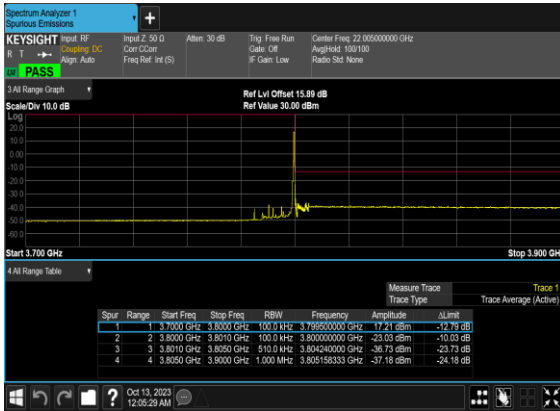 Spectrum Analyzer 1
Spurious Emissions
+
KEYSIGHT Input: RF Input Z: 50 Ω Atten: 30 dB Trig: Free Run Center Freq: 22.005000000 GHz
R T Coupling: DC Corr CCorr Gate: Off Avg|Hold: 100/100
Align: Auto Freq Ref: Int (S) IF Gain: Low Radio Std: None
PASS
3 All Range Graph
Ref Lvl Offset 15.89 dB
Scale/Div 10.0 dB Ref Value 30.00 dBm
Log
20.0
10.0
0.00
-10.0
-20.0
-30.0
-40.0
-50.0
-60.0
Start 3.700 GHz Stop 3.900 GH
4 All Range Table
Measure Trace Trace 1
Trace Type Trace Average (Active)
Spur Range Start Freq Stop Freq RBW Frequency Amplitude ΔLimit
1 1 3.7000 GHz 3.8000 GHz 100.0 kHz 3.799500000 GHz 17.21 dBm -12.79 dB
2 2 3.8000 GHz 3.8010 GHz 100.0 kHz 3.800000000 GHz -23.03 dBm -10.03 dB
3 3 3.8010 GHz 3.8050 GHz 510.0 kHz 3.804240000 GHz -36.73 dBm -23.73 dB
4 4 3.8050 GHz 3.9000 GHz 1.000 MHz 3.805158333 GHz -37.18 dBm -24.18 dB
? Oct 13, 2023
12:05:29 AM